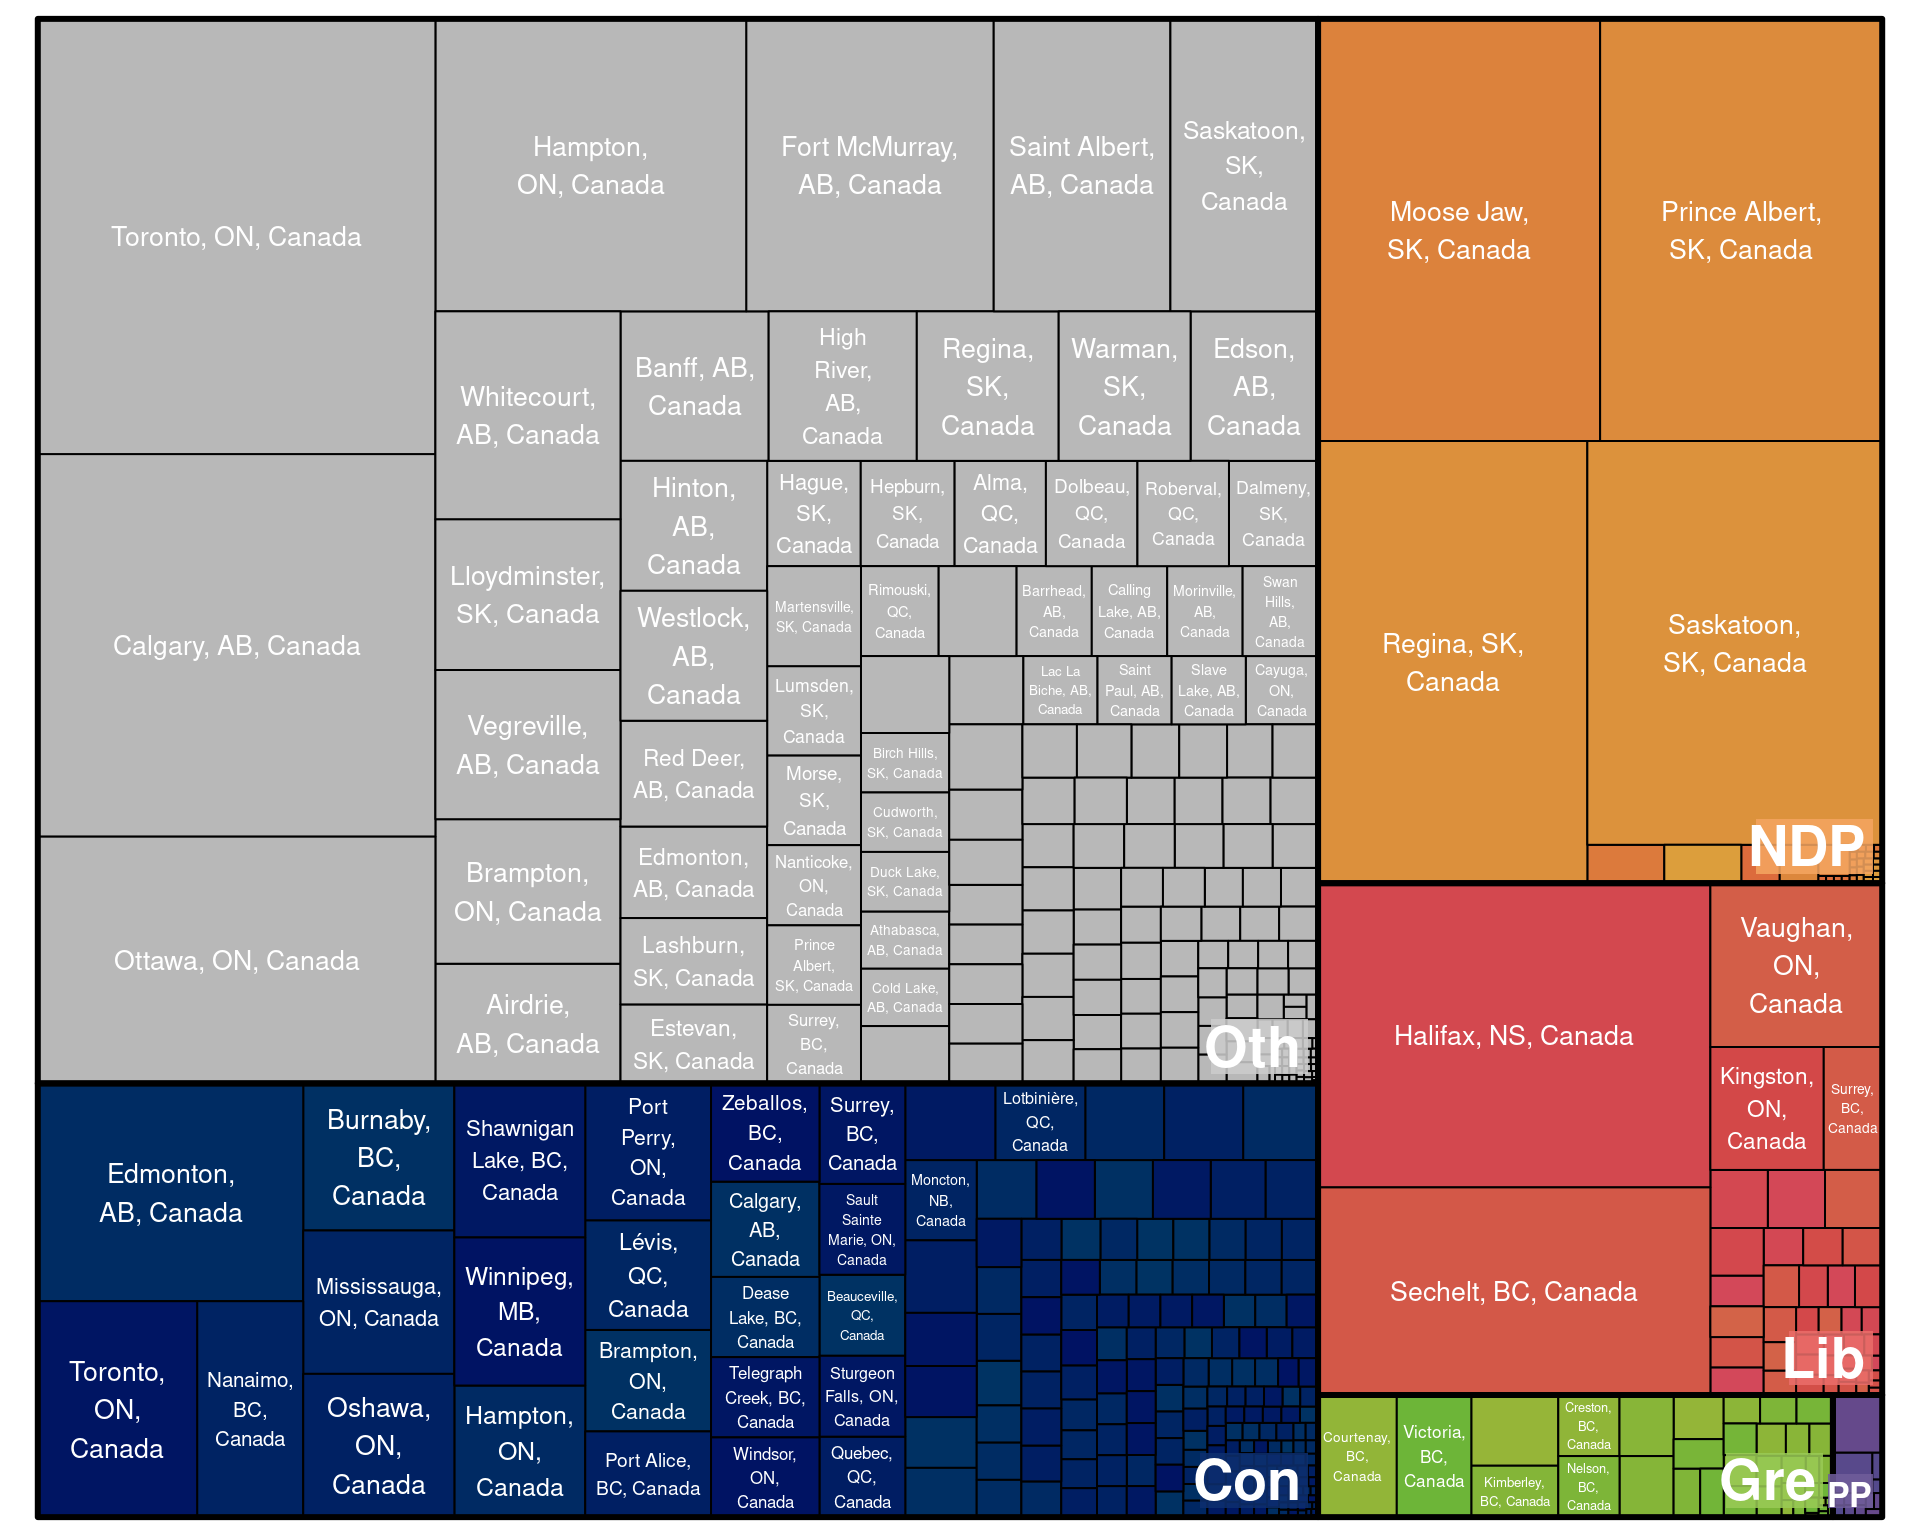 Toronto, ON, Canada
Calgary, AB, Canada
Ottawa, ON, Canada
Hampton,
ON, Canada
Fort McMurray,
AB, Canada
Saint Albert,
AB, Canada
Saskatoon,
SK,
Canada
Whitecourt,
AB, Canada
Lloydminster,
SK, Canada
Vegreville,
AB, Canada
Brampton,
ON, Canada
Airdrie,
AB, Canada
Banff, AB,
Canada
High
River,
AB,
Canada
Regina,
SK,
Canada
Warman,
SK,
Canada
Edson,
AB,
Canada
Hinton,
AB,
Canada
Westlock,
AB,
Canada
Red Deer,
AB, Canada
Edmonton,
AB, Canada
Lashburn,
SK, Canada
Estevan,
SK, Canada
Hague,
SK,
Canada
Hepburn,
SK,
Canada
Alma,
QC,
Canada
Dolbeau,
QC,
Canada
Roberval,
QC,
Canada
Dalmeny,
SK,
Canada
Martensville,
SK, Canada
Lumsden,
SK,
Canada
Morse,
SK,
Canada
Nanticoke,
ON,
Canada
Prince
Albert,
SK, Canada
Surrey,
BC,
Canada
Rimouski,
QC,
Canada
Barrhead,
AB,
Canada
Calling
Lake, AB,
Canada
Morinville,
AB,
Canada
Swan
Hills,
AB,
Canada
Lac La
Biche, AB,
Canada
Saint
Paul, AB,
Canada
Slave
Lake, AB,
Canada
Cayuga,
ON,
Canada
Birch Hills,
SK, Canada
Cudworth,
SK, Canada
Duck Lake,
SK, Canada
Athabasca,
AB, Canada
Cold Lake,
AB, Canada
Oth
Moose Jaw,
SK, Canada
Prince Albert,
SK, Canada
Regina, SK,
Canada
Saskatoon,
SK, Canada
NDP
Halifax, NS, Canada
Sechelt, BC, Canada
Vaughan,
ON,
Canada
Kingston,
ON,
Canada
Surrey,
BC,
Canada
Lib
Edmonton,
AB, Canada
Toronto,
ON,
Canada
Nanaimo,
BC,
Canada
Burnaby,
BC,
Canada
Mississauga,
ON, Canada
Oshawa,
ON,
Canada
Shawnigan
Lake, BC,
Canada
Winnipeg,
MB,
Canada
Hampton,
ON,
Canada
Port
Perry,
ON,
Canada
Lévis,
QC,
Canada
Brampton,
ON,
Canada
Port Alice,
BC, Canada
Zeballos,
BC,
Canada
Calgary,
AB,
Canada
Dease
Lake, BC,
Canada
Telegraph
Creek, BC,
Canada
Windsor,
ON,
Canada
Surrey,
BC,
Canada
Sault
Sainte
Marie, ON,
Canada
Beauceville,
QC,
Canada
Sturgeon
Falls, ON,
Canada
Quebec,
QC,
Canada
Lotbinière,
QC,
Canada
Moncton,
NB,
Canada
Con
Courtenay,
BC,
Canada
Victoria,
BC,
Canada
Kimberley,
BC, Canada
Creston,
BC,
Canada
Nelson,
BC,
Canada
Gre
PP